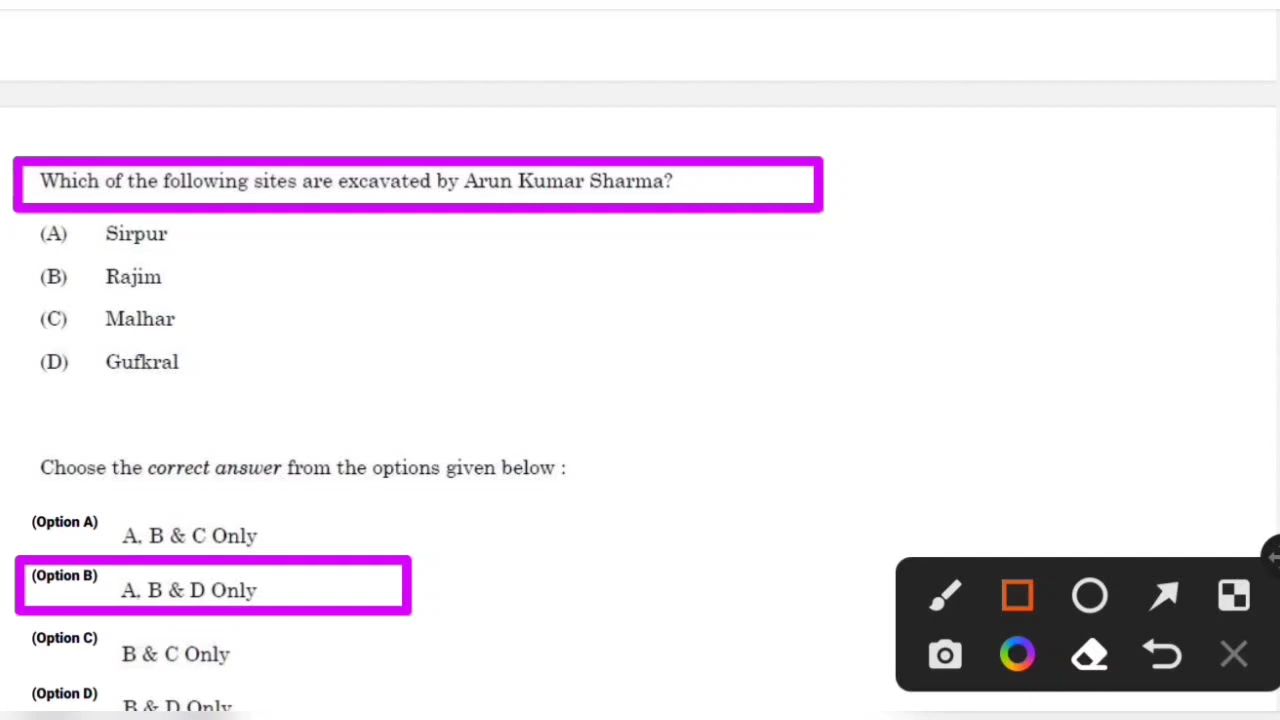 Which of the following sites are excavated by Arun Kumar Sharma?
(A) Sirpur
(B) Rajim
(C) Malhar
(D) Gufkral
Choose the correct answer from the options given below :
(Option A) A, B & C Only
(Option B) A, B & D Only
(Option C) B & C Only
(Option D) B & D Only